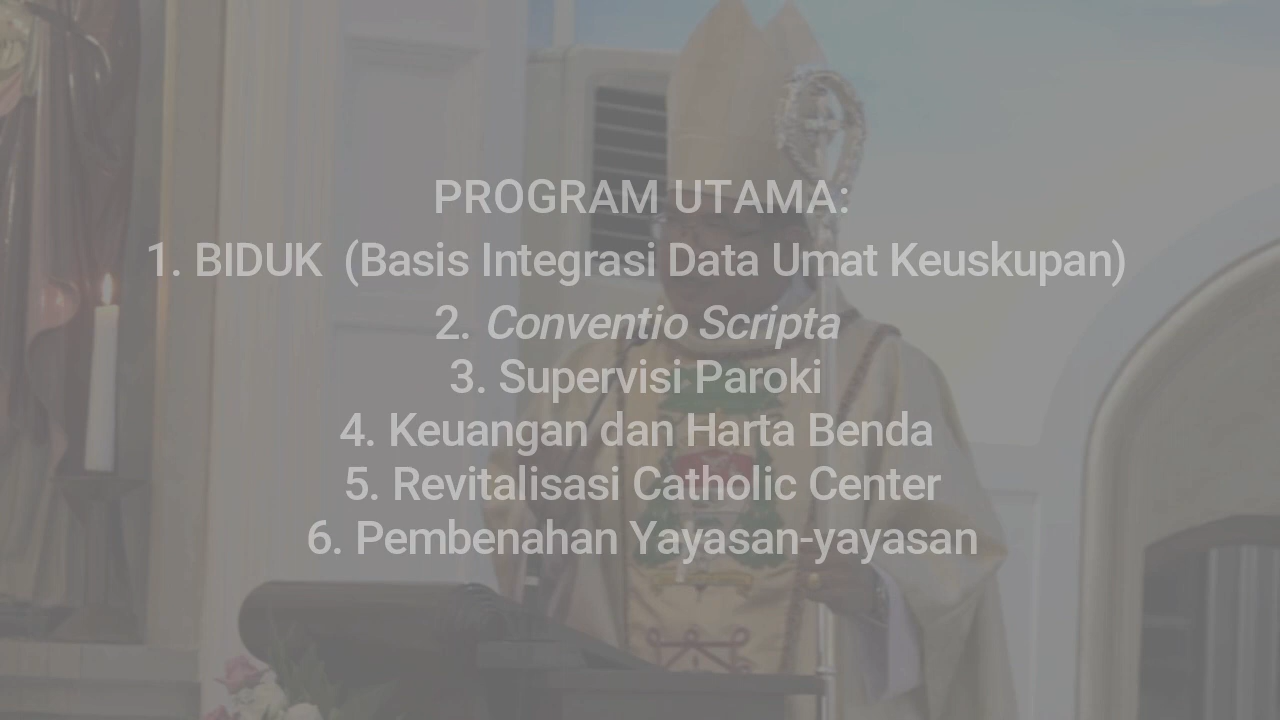 PROGRAM UTAMA:
1. BIDUK (Basis Integrasi Data Umat Keuskupan)
2. Conventio Scripta
3. Supervisi Paroki
4. Keuangan dan Harta Benda
5. Revitalisasi Catholic Center
6. Pembenahan Yayasan-yayasan